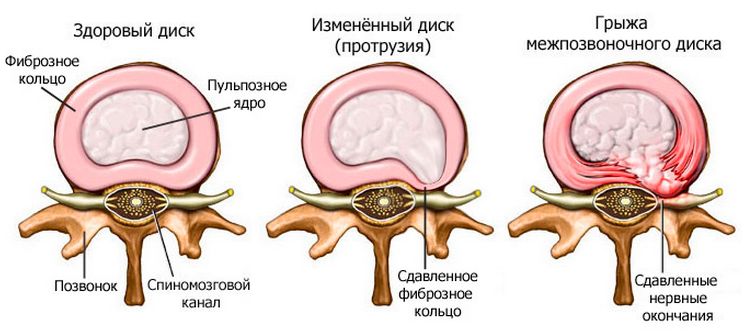 Здоровый диск
Фиброзное
кольцо
Пульпозное
ядро
Позвонок
Спиномозговой
канал
Изменённый диск
(протрузия)
Сдавленное
фиброзное
кольцо
Грыжа
межпозвоночного диска
Сдавленные
нервные
окончания